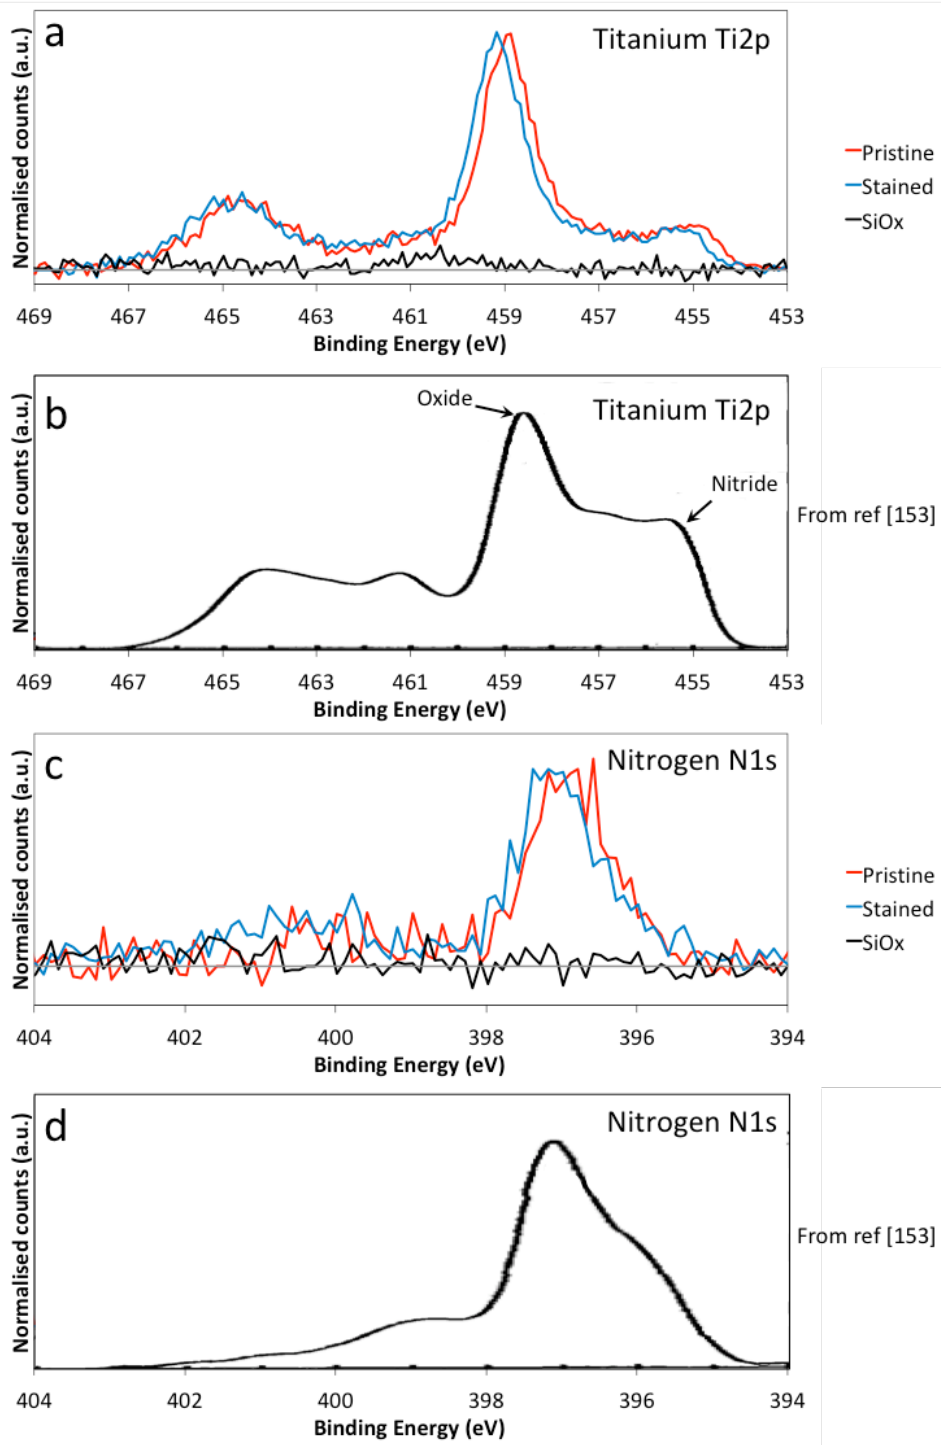 a
Titanium Ti2p
Normalised counts (a.u.)
Pristine
Stained
SiOx
469 467 465 463 461 459 457 455 453
Binding Energy (eV)
b
Titanium Ti2p
Oxide
Nitride
Normalised counts (a.u.)
From ref [153]
469 467 465 463 461 459 457 455 453
Binding Energy (eV)
c
Nitrogen N1s
Normalised counts (a.u.)
Pristine
Stained
SiOx
404 402 400 398 396 394
Binding Energy (eV)
d
Nitrogen N1s
Normalised counts (a.u.)
From ref [153]
404 402 400 398 396 394
Binding Energy (eV)